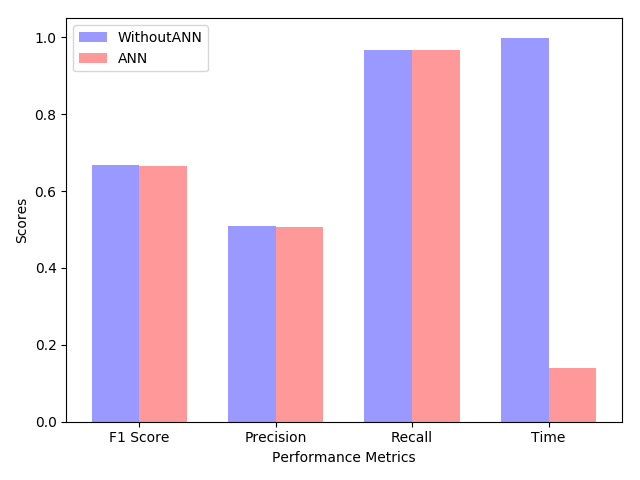 WithoutANN
ANN
1.0
0.8
0.6
0.4
0.2
0.0
Scores
F1 Score Precision Recall Time
Performance Metrics